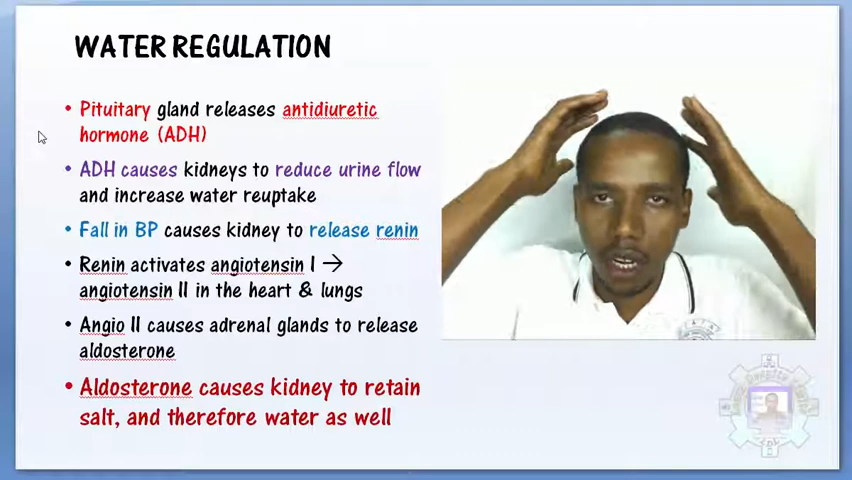 WATER REGULATION
• Pituitary gland releases antidiuretic
hormone (ADH)
• ADH causes kidneys to reduce urine flow
and increase water reuptake
• Fall in BP causes kidney to release renin
• Renin activates angiotensin I →
angiotensin II in the heart & lungs
• Angio II causes adrenal glands to release
aldosterone
• Aldosterone causes kidney to retain
salt, and therefore water as well